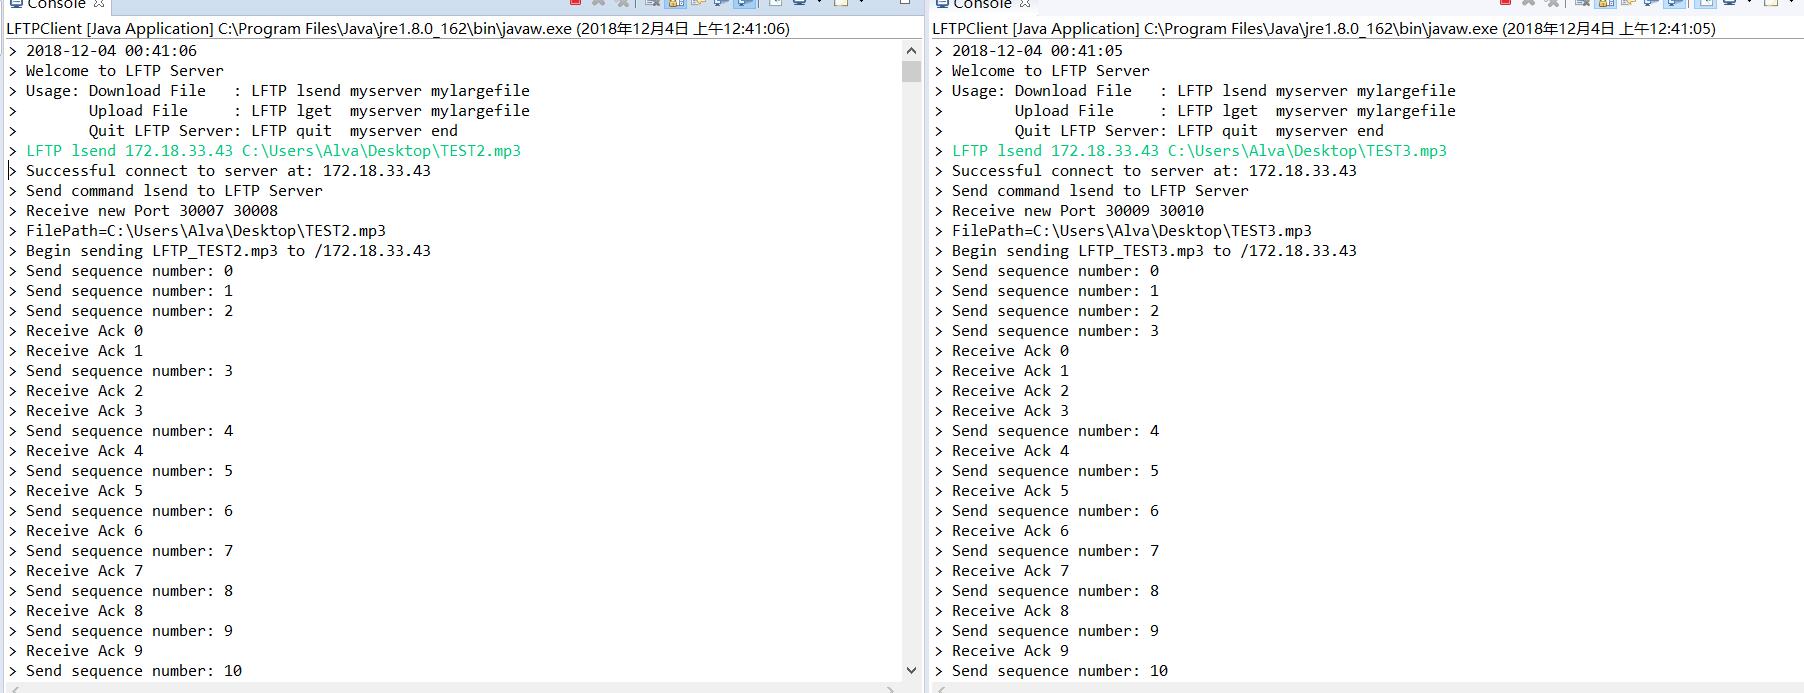 Console
LFTPClient [Java Application] C:\Program Files\Java\jre1.8.0_162\bin\javaw.exe (2018年12月4日 上午12:41:06)
> 2018-12-04 00:41:06
> Welcome to LFTP Server
> Usage: Download File   : LFTP lsend myserver mylargefile
>        Upload File     : LFTP lget  myserver mylargefile
>        Quit LFTP Server: LFTP quit  myserver end
> LFTP lsend 172.18.33.43 C:\Users\Alva\Desktop\TEST2.mp3
> Successful connect to server at: 172.18.33.43
> Send command lsend to LFTP Server
> Receive new Port 30007 30008
> FilePath=C:\Users\Alva\Desktop\TEST2.mp3
> Begin sending LFTP_TEST2.mp3 to /172.18.33.43
> Send sequence number: 0
> Send sequence number: 1
> Send sequence number: 2
> Receive Ack 0
> Receive Ack 1
> Send sequence number: 3
> Receive Ack 2
> Receive Ack 3
> Send sequence number: 4
> Receive Ack 4
> Send sequence number: 5
> Receive Ack 5
> Send sequence number: 6
> Receive Ack 6
> Send sequence number: 7
> Receive Ack 7
> Send sequence number: 8
> Receive Ack 8
> Send sequence number: 9
> Receive Ack 9
> Send sequence number: 10
Console
LFTPClient [Java Application] C:\Program Files\Java\jre1.8.0_162\bin\javaw.exe (2018年12月4日 上午12:41:05)
> 2018-12-04 00:41:05
> Welcome to LFTP Server
> Usage: Download File   : LFTP lsend myserver mylargefile
>        Upload File     : LFTP lget  myserver mylargefile
>        Quit LFTP Server: LFTP quit  myserver end
> LFTP lsend 172.18.33.43 C:\Users\Alva\Desktop\TEST3.mp3
> Successful connect to server at: 172.18.33.43
> Send command lsend to LFTP Server
> Receive new Port 30009 30010
> FilePath=C:\Users\Alva\Desktop\TEST3.mp3
> Begin sending LFTP_TEST3.mp3 to /172.18.33.43
> Send sequence number: 0
> Send sequence number: 1
> Send sequence number: 2
> Send sequence number: 3
> Receive Ack 0
> Receive Ack 1
> Receive Ack 2
> Receive Ack 3
> Send sequence number: 4
> Receive Ack 4
> Send sequence number: 5
> Receive Ack 5
> Send sequence number: 6
> Receive Ack 6
> Send sequence number: 7
> Receive Ack 7
> Send sequence number: 8
> Receive Ack 8
> Send sequence number: 9
> Receive Ack 9
> Send sequence number: 10